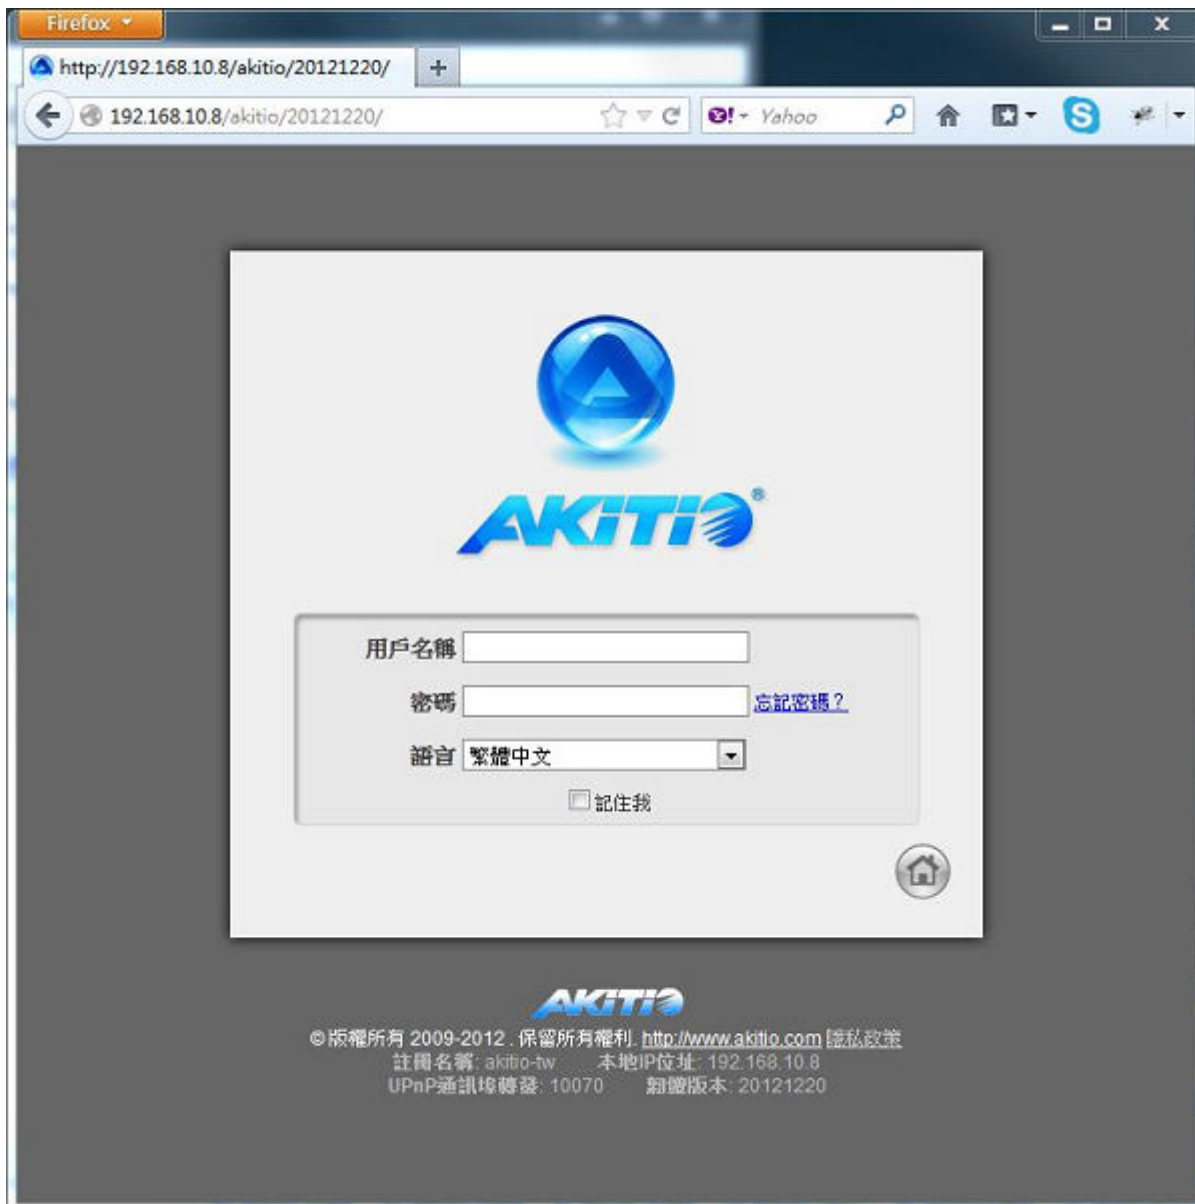 Firefox
http://192.168.10.8/akitio/20121220/
192.168.10.8/akitio/20121220/
Yahoo
AKiTiO®
用戶名稱
密碼 忘記密碼？
語言 繁體中文
記住我
AKiTiO
©版權所有 2009-2012 . 保留所有權利. http://www.akitio.com 隱私政策
註冊名稱: akitio-tw 本地IP位址: 192.168.10.8
UPnP通訊埠轉發: 10070 韌體版本: 20121220